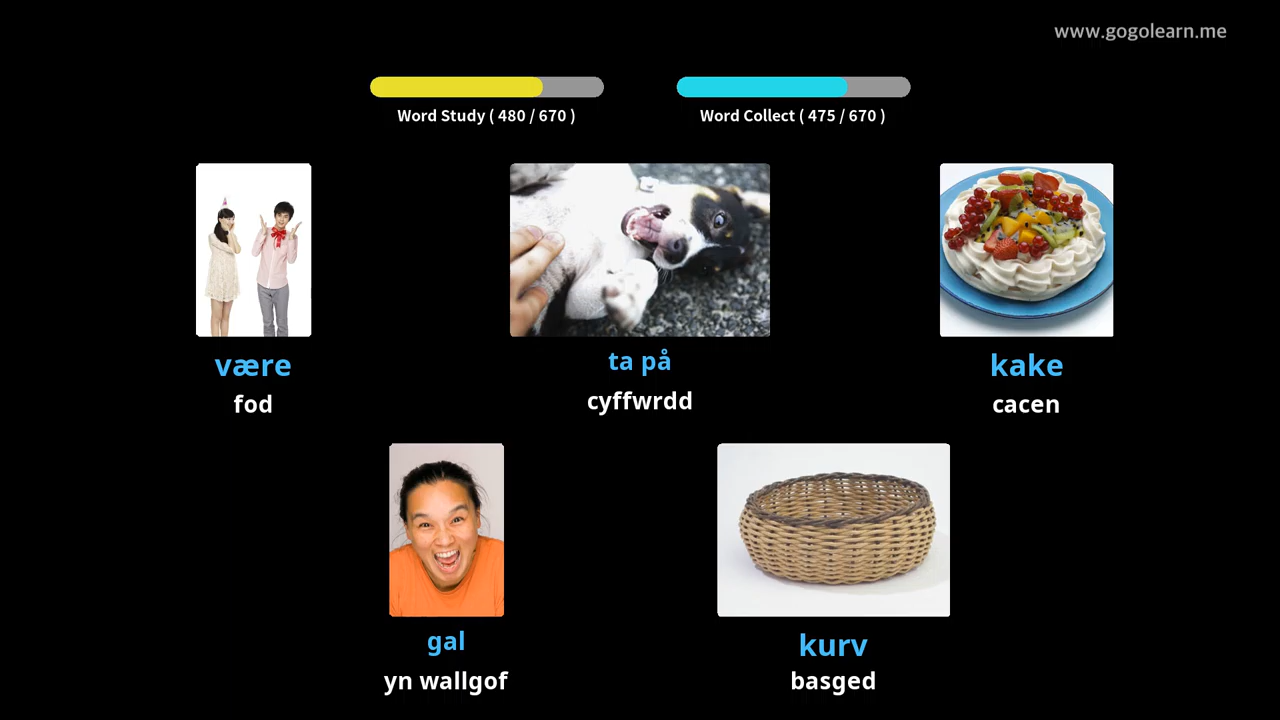 www.gogolearn.me
Word Study ( 480 / 670 )
Word Collect ( 475 / 670 )
være
fod
ta på
cyffwrdd
kake
cacen
gal
yn wallgof
kurv
basged